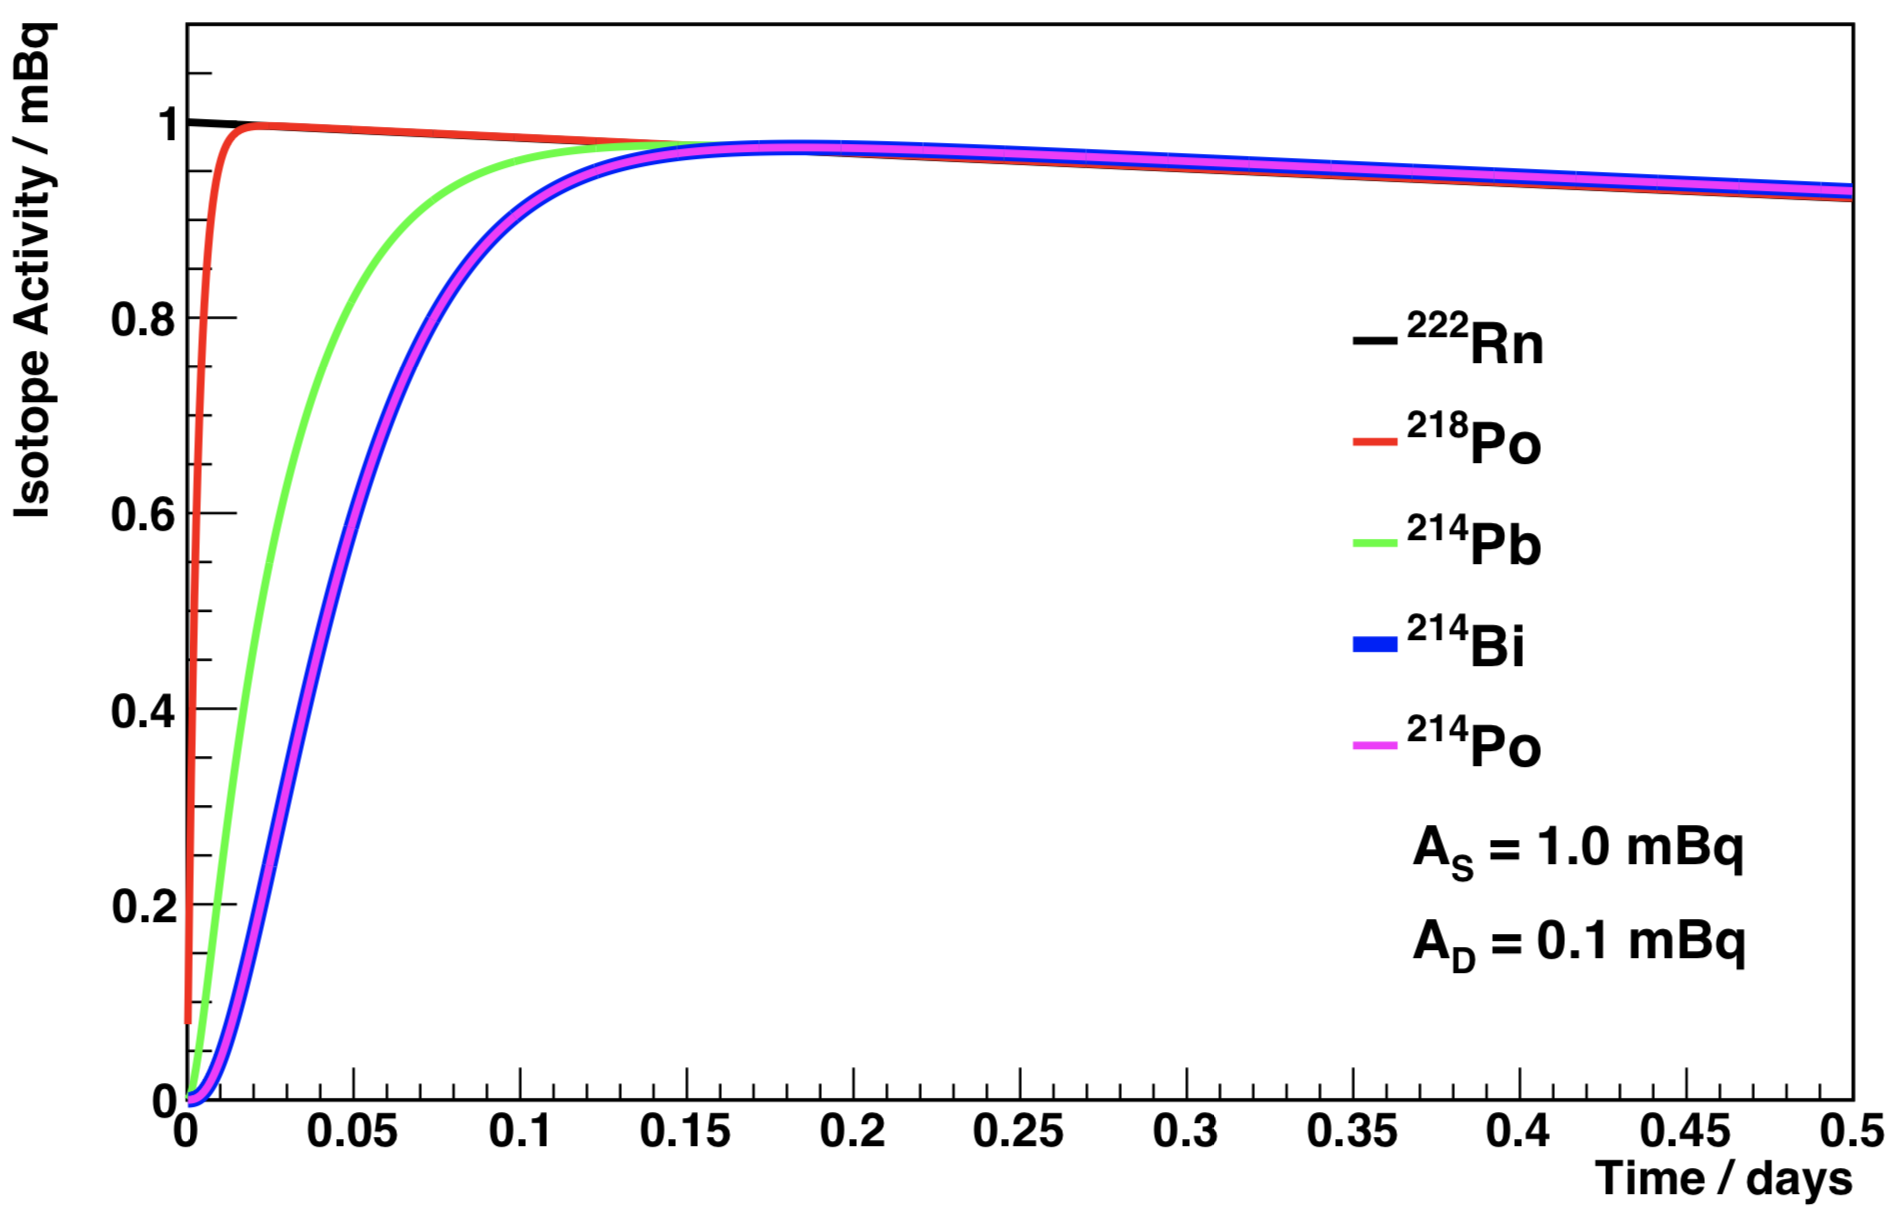 Isotope Activity / mBq
1
0.8
0.6
0.4
0.2
0
0 0.05 0.1 0.15 0.2 0.25 0.3 0.35 0.4 0.45 0.5
Time / days
²²²Rn
²¹⁸Po
²¹⁴Pb
²¹⁴Bi
²¹⁴Po
A_S = 1.0 mBq
A_D = 0.1 mBq